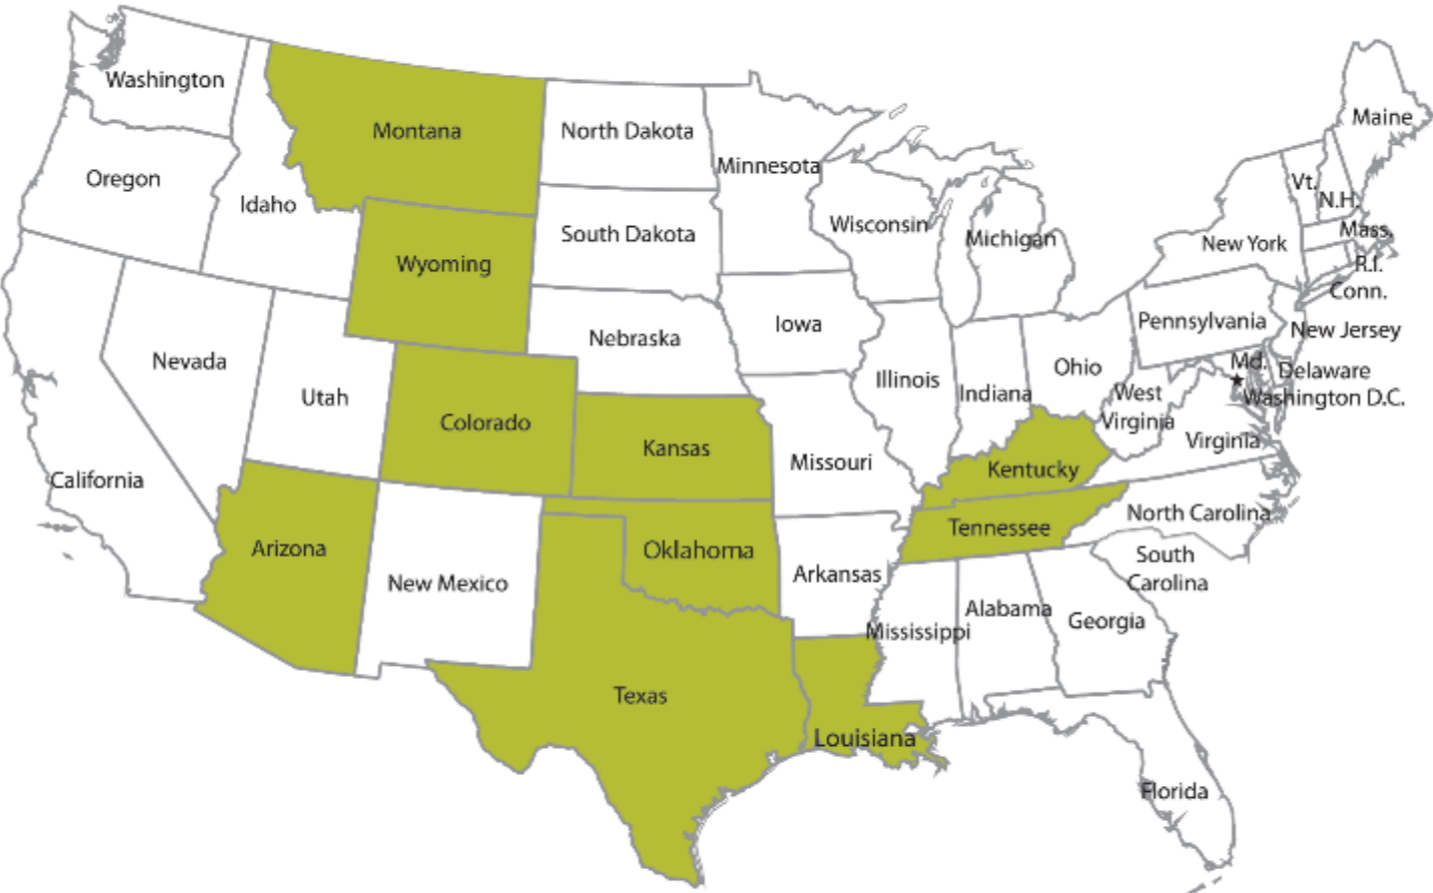 Washington
Montana
North Dakota
Minnesota
Maine
Oregon
Idaho
Vt.
N.H.
Wisconsin
Michigan
New York
Mass.
South Dakota
Wyoming
R.I.
Conn.
Iowa
Pennsylvania
New Jersey
Nebraska
Nevada
Utah
Illinois
Indiana
Ohio
Md.
Delaware
West
Virginia
Washington D.C.
Colorado
Kansas
Missouri
Kentucky
Virginia
California
Arizona
New Mexico
Oklahoma
Arkansas
Tennessee
North Carolina
South
Carolina
Mississippi
Alabama
Georgia
Texas
Louisiana
Florida